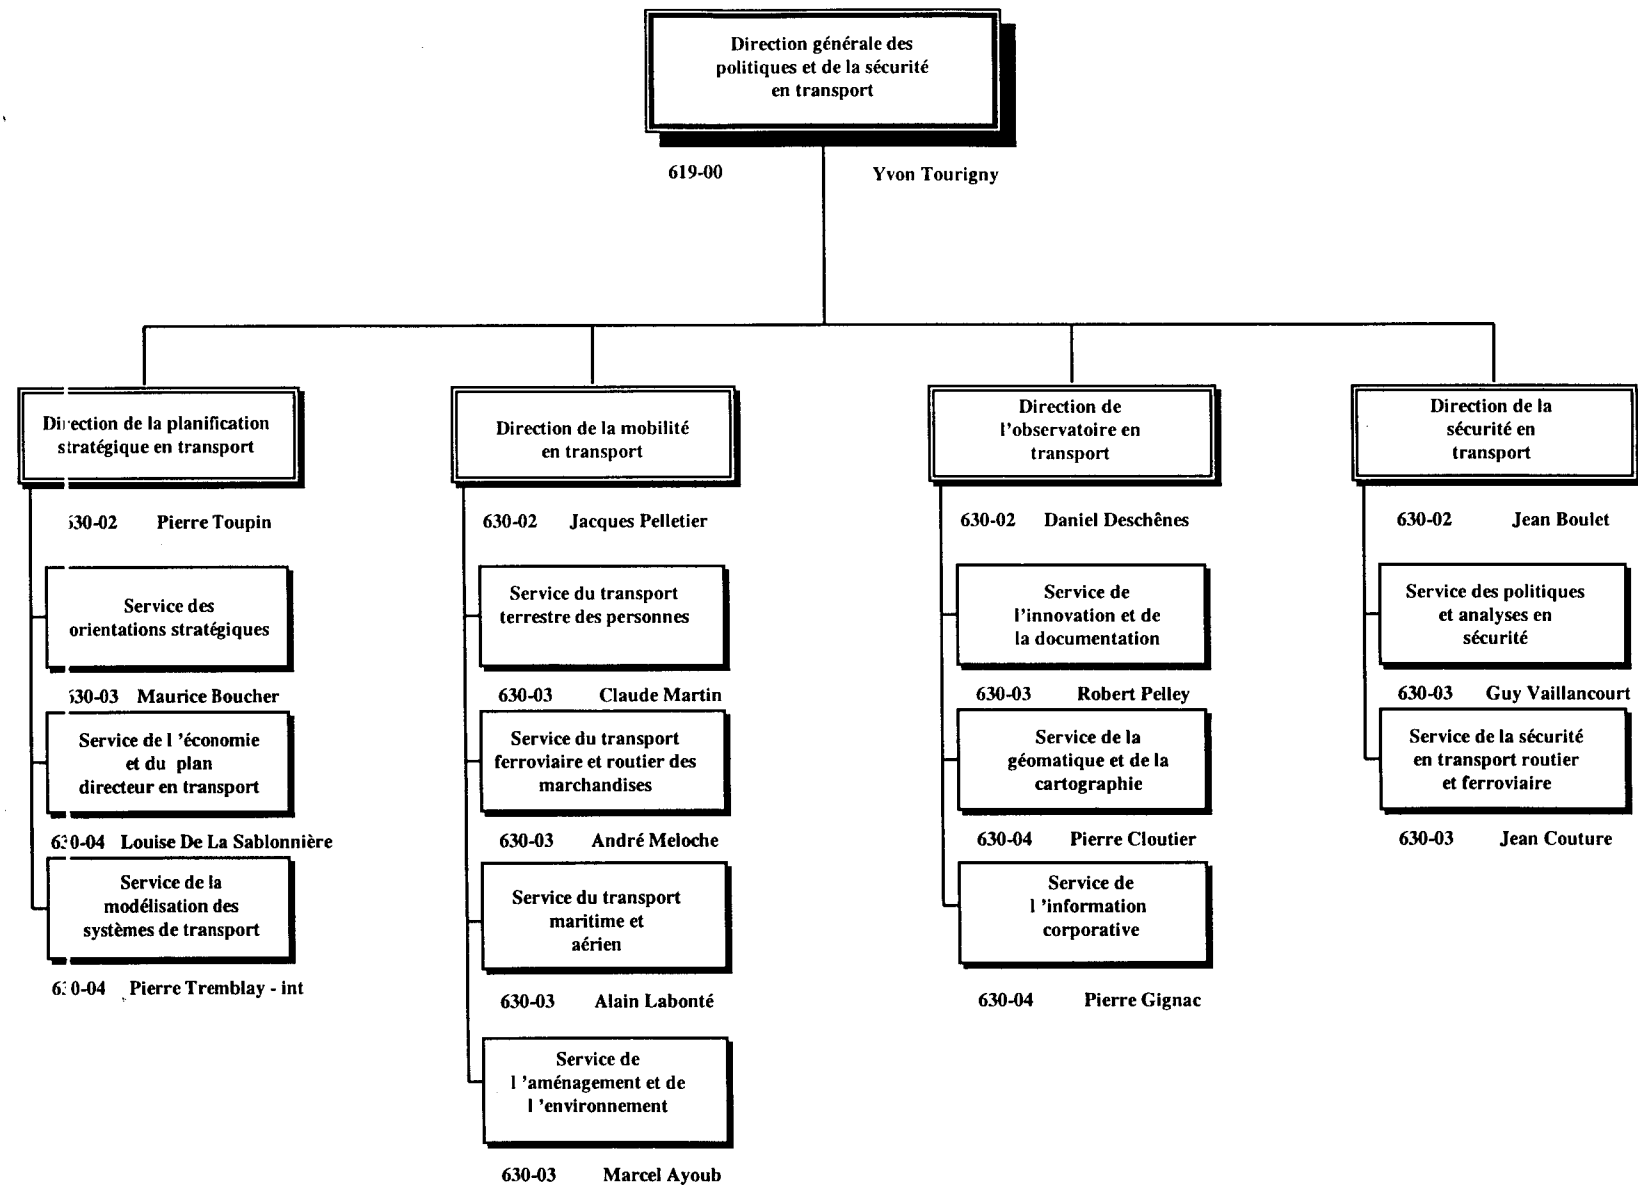 Direction générale des
politiques et de la sécurité
en transport
619-00 Yvon Tourigny
Direction de la planification
stratégique en transport
630-02 Pierre Toupin
Service des
orientations stratégiques
630-03 Maurice Boucher
Service de l 'économie
et du plan
directeur en transport
630-04 Louise De La Sablonnière
Service de la
modélisation des
systèmes de transport
630-04 Pierre Tremblay - int
Direction de la mobilité
en transport
630-02 Jacques Pelletier
Service du transport
terrestre des personnes
630-03 Claude Martin
Service du transport
ferroviaire et routier des
marchandises
630-03 André Meloche
Service du transport
maritime et
aérien
630-03 Alain Labonté
Service de
l 'aménagement et de
l 'environnement
630-03 Marcel Ayoub
Direction de
l'observatoire en
transport
630-02 Daniel Deschênes
Service de
l'innovation et de
la documentation
630-03 Robert Pelley
Service de la
géomatique et de la
cartographie
630-04 Pierre Cloutier
Service de
l 'information
corporative
630-04 Pierre Gignac
Direction de la
sécurité en
transport
630-02 Jean Boulet
Service des politiques
et analyses en
sécurité
630-03 Guy Vaillancourt
Service de la sécurité
en transport routier
et ferroviaire
630-03 Jean Couture